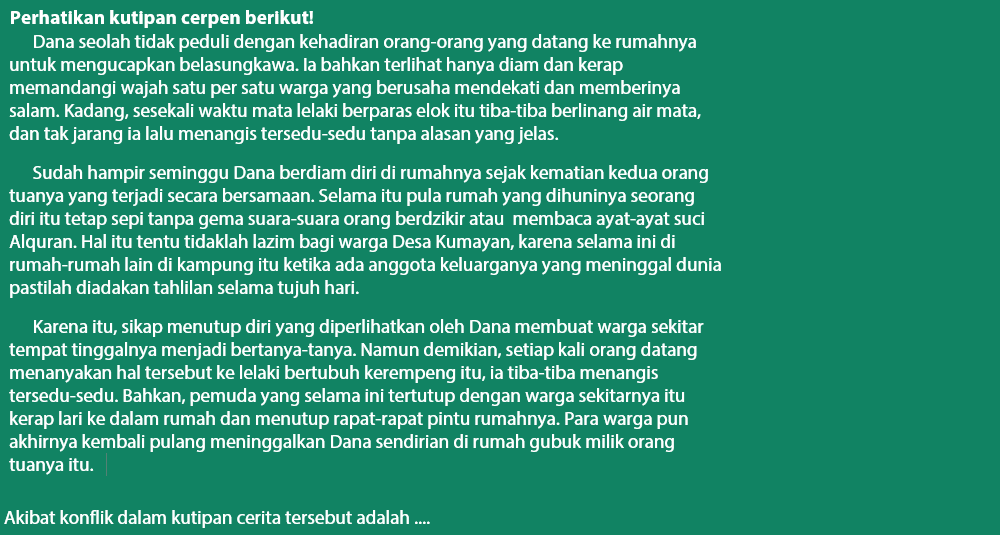 Perhatikan kutipan cerpen berikut!
Dana seolah tidak peduli dengan kehadiran orang-orang yang datang ke rumahnya
untuk mengucapkan belasungkawa. Ia bahkan terlihat hanya diam dan kerap
memandangi wajah satu per satu warga yang berusaha mendekati dan memberinya
salam. Kadang, sesekali waktu mata lelaki berparas elok itu tiba-tiba berlinang air mata,
dan tak jarang ia lalu menangis tersedu-sedu tanpa alasan yang jelas.
Sudah hampir seminggu Dana berdiam diri di rumahnya sejak kematian kedua orang
tuanya yang terjadi secara bersamaan. Selama itu pula rumah yang dihuninya seorang
diri itu tetap sepi tanpa gema suara-suara orang berdzikir atau membaca ayat-ayat suci
Alquran. Hal itu tentu tidaklah lazim bagi warga Desa Kumayan, karena selama ini di
rumah-rumah lain di kampung itu ketika ada anggota keluarganya yang meninggal dunia
pastilah diadakan tahlilan selama tujuh hari.
Karena itu, sikap menutup diri yang diperlihatkan oleh Dana membuat warga sekitar
tempat tinggalnya menjadi bertanya-tanya. Namun demikian, setiap kali orang datang
menanyakan hal tersebut ke lelaki bertubuh kerempeng itu, ia tiba-tiba menangis
tersedu-sedu. Bahkan, pemuda yang selama ini tertutup dengan warga sekitarnya itu
kerap lari ke dalam rumah dan menutup rapat-rapat pintu rumahnya. Para warga pun
akhirnya kembali pulang meninggalkan Dana sendirian di rumah gubuk milik orang
tuanya itu.
Akibat konflik dalam kutipan cerita tersebut adalah ....